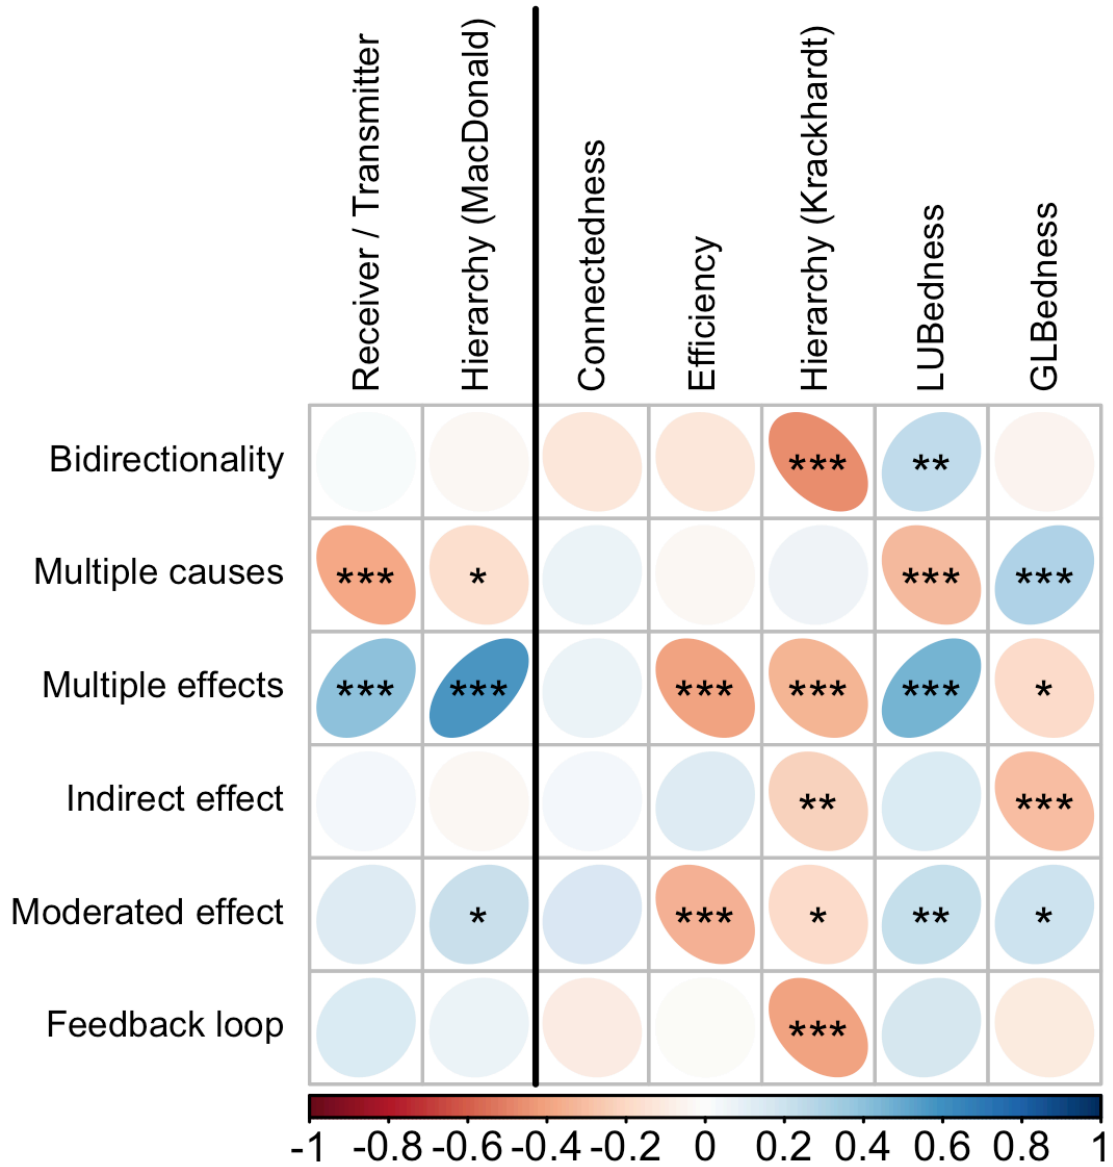 Receiver / Transmitter
Hierarchy (MacDonald)
Connectedness
Efficiency
Hierarchy (Krackhardt)
LUBedness
GLBedness
Bidirectionality *** **
Multiple causes *** * *** ***
Multiple effects *** *** *** *** *** *
Indirect effect ** ***
Moderated effect * *** * ** *
Feedback loop ***
-1 -0.8 -0.6 -0.4 -0.2 0 0.2 0.4 0.6 0.8 1